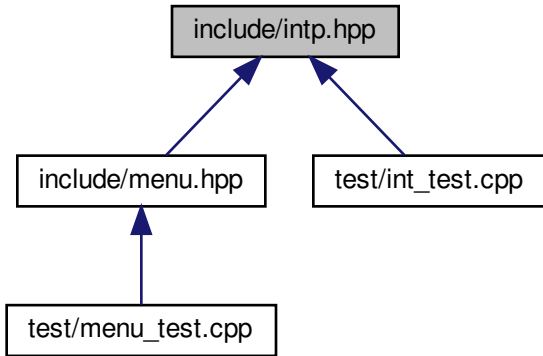 include/intp.hpp
include/menu.hpp
test/int_test.cpp
test/menu_test.cpp